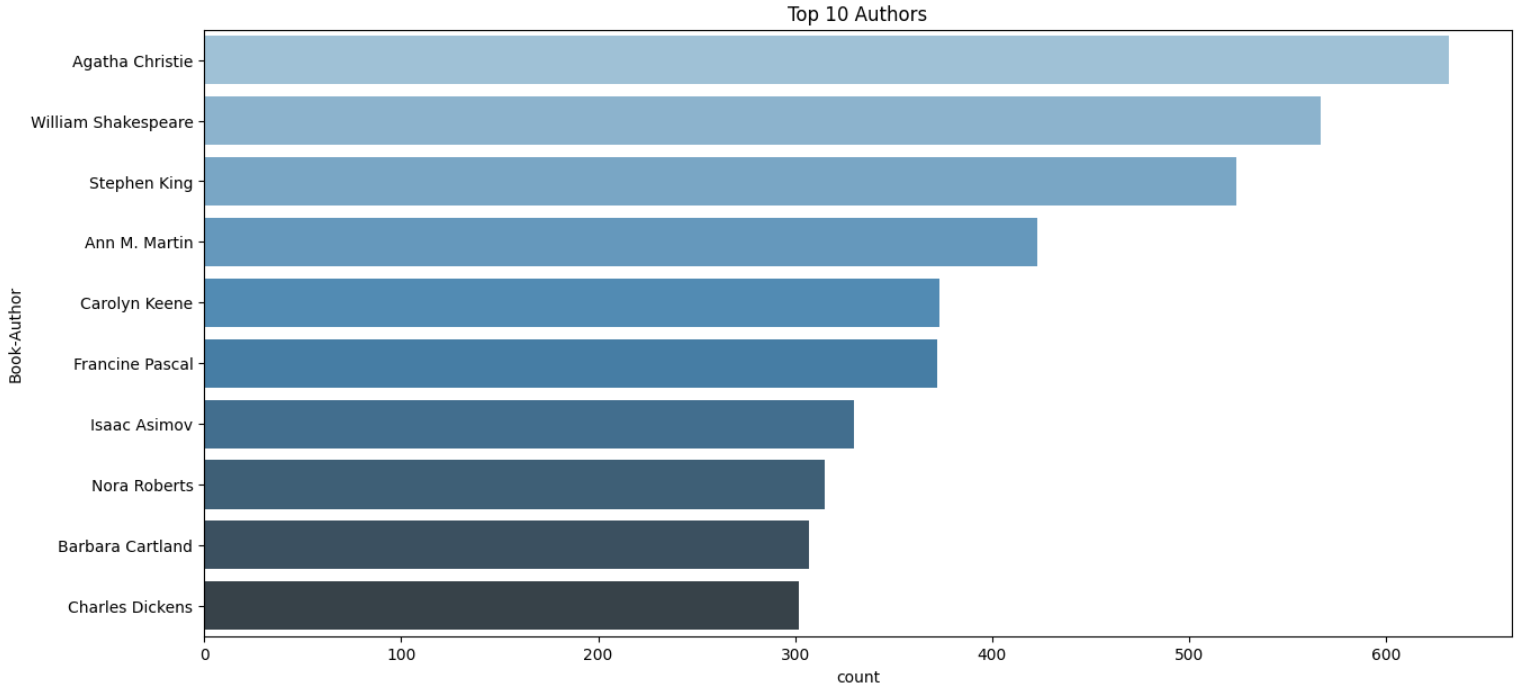 Top 10 Authors
Agatha Christie
William Shakespeare
Stephen King
Ann M. Martin
Carolyn Keene
Francine Pascal
Isaac Asimov
Nora Roberts
Barbara Cartland
Charles Dickens
Book-Author
0 100 200 300 400 500 600
count